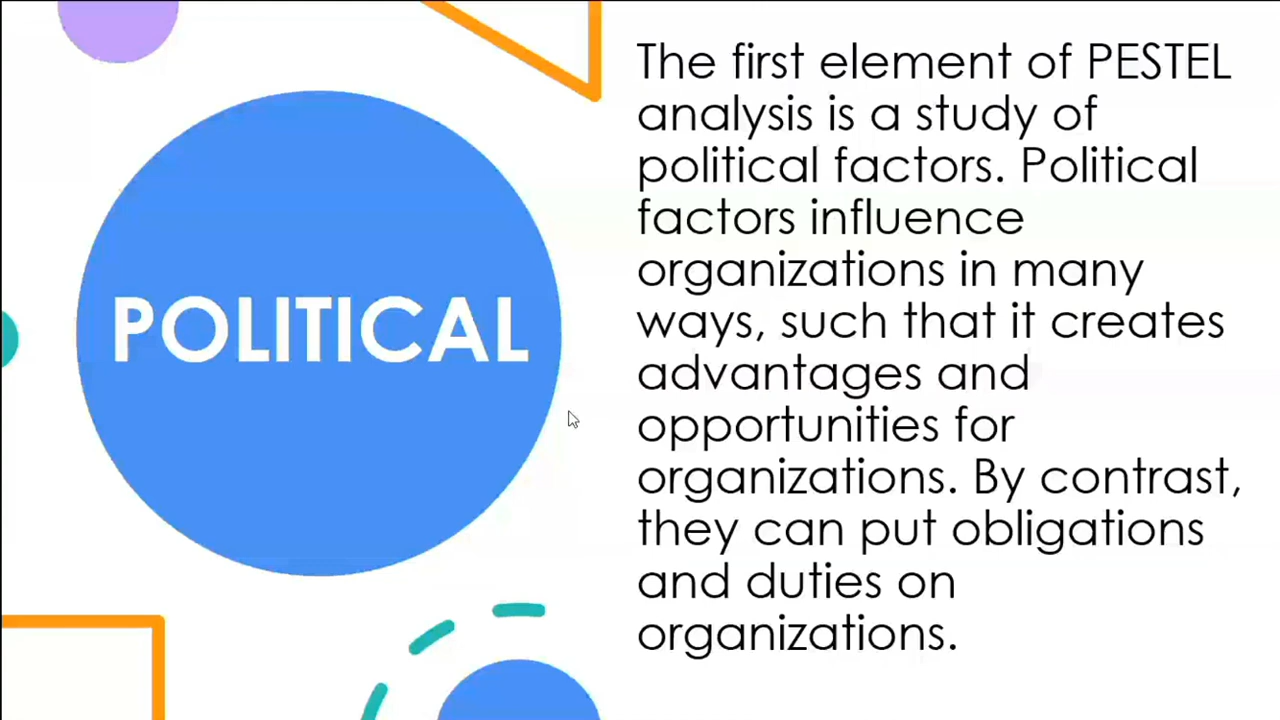 POLITICAL
The first element of PESTEL
analysis is a study of
political factors. Political
factors influence
organizations in many
ways, such that it creates
advantages and
opportunities for
organizations. By contrast,
they can put obligations
and duties on
organizations.